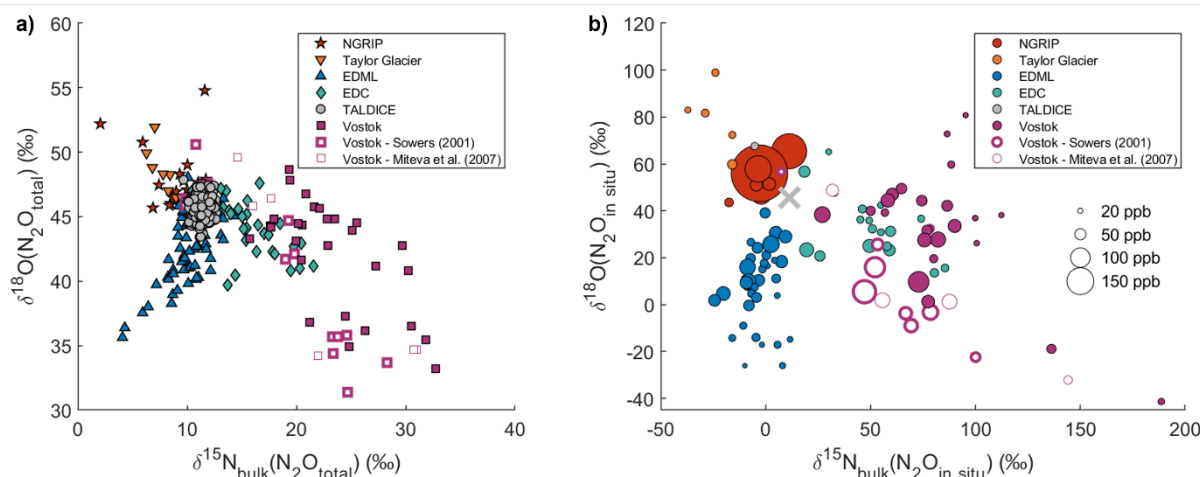 a)
60
55
50
45
40
35
30
0
10
20
30
40
δ18O(N2Ototal) (‰)
δ15Nbulk(N2Ototal) (‰)
NGRIP
Taylor Glacier
EDML
EDC
TALDICE
Vostok
Vostok - Sowers (2001)
Vostok - Miteva et al. (2007)
b)
120
100
80
60
40
20
0
-20
-40
-50
0
50
100
150
200
δ18O(N2Oin situ) (‰)
δ15Nbulk(N2Oin situ) (‰)
NGRIP
Taylor Glacier
EDML
EDC
TALDICE
Vostok
Vostok - Sowers (2001)
Vostok - Miteva et al. (2007)
20 ppb
50 ppb
100 ppb
150 ppb